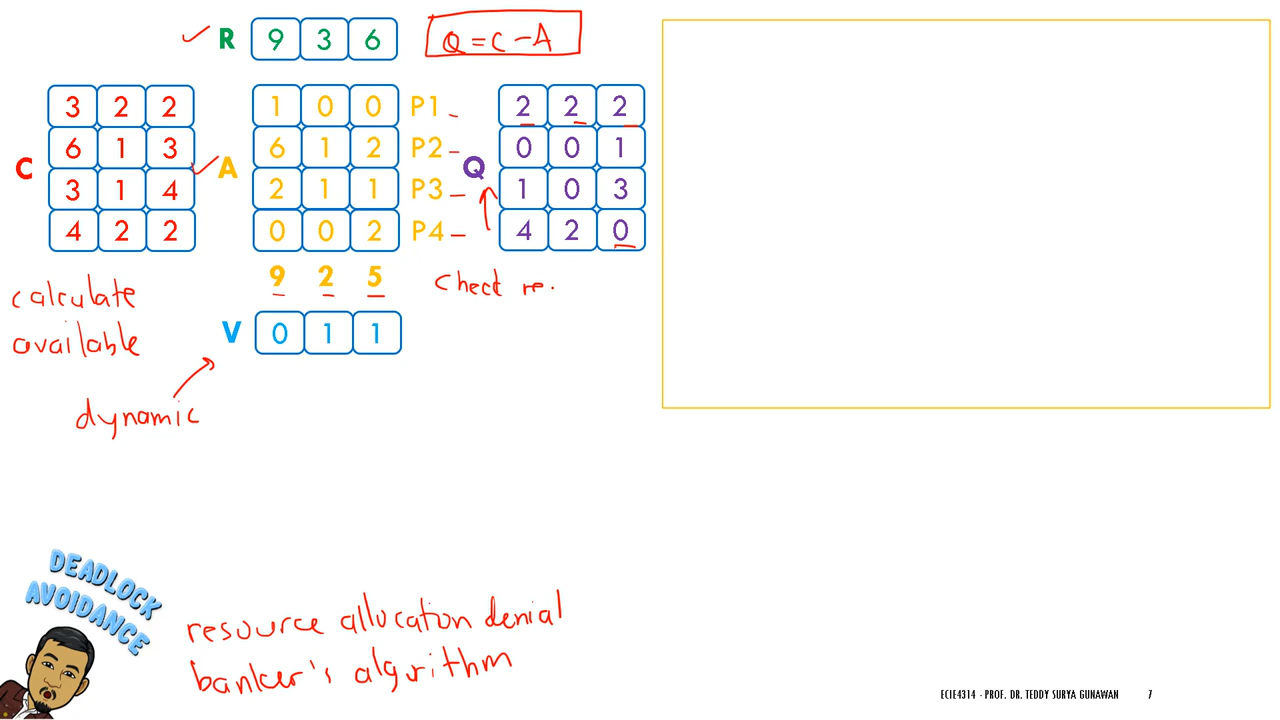 R 9 3 6
Q = C - A
C
3 2 2
6 1 3
3 1 4
4 2 2
A
1 0 0 P1
6 1 2 P2
2 1 1 P3
0 0 2 P4
9 2 5
Q
2 2 2
0 0 1
1 0 3
4 2 0
calculate
available
check re.
V 0 1 1
dynamic
DEADLOCK
AVOIDANCE
resource allocation denial
banker's algorithm
ECIE4314 - PROF. DR. TEDDY SURYA GUNAWAN 7